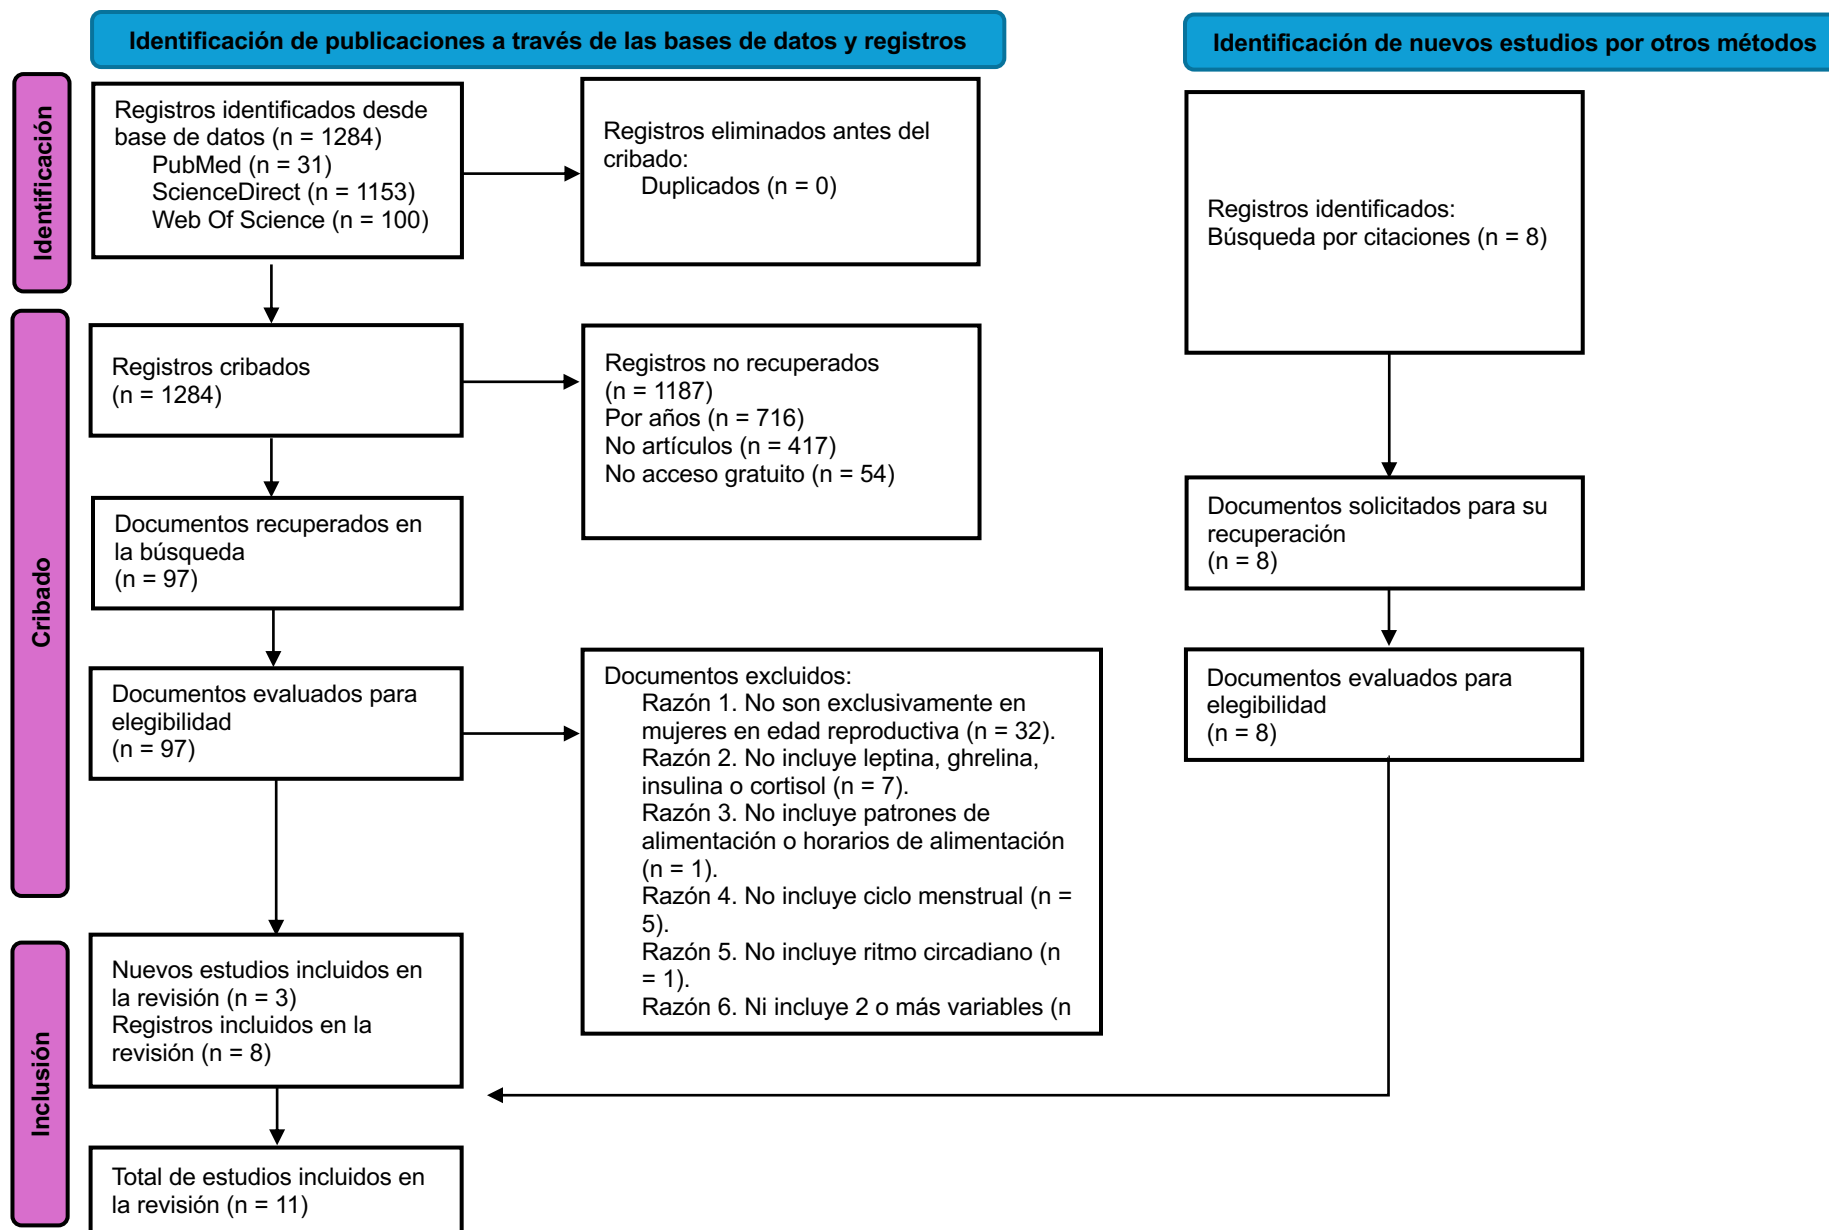 Identificación de publicaciones a través de las bases de datos y registros
Identificación de nuevos estudios por otros métodos
Identificación
Registros identificados desde
base de datos (n = 1284)
PubMed (n = 31)
ScienceDirect (n = 1153)
Web Of Science (n = 100)
Registros eliminados antes del
cribado:
Duplicados (n = 0)
Registros identificados:
Búsqueda por citaciones (n = 8)
Cribado
Registros cribados
(n = 1284)
Registros no recuperados
(n = 1187)
Por años (n = 716)
No artículos (n = 417)
No acceso gratuito (n = 54)
Documentos recuperados en
la búsqueda
(n = 97)
Documentos solicitados para su
recuperación
(n = 8)
Documentos evaluados para
elegibilidad
(n = 97)
Documentos excluidos:
Razón 1. No son exclusivamente en
mujeres en edad reproductiva (n = 32).
Razón 2. No incluye leptina, ghrelina,
insulina o cortisol (n = 7).
Razón 3. No incluye patrones de
alimentación o horarios de alimentación
(n = 1).
Razón 4. No incluye ciclo menstrual (n =
5).
Razón 5. No incluye ritmo circadiano (n
= 1).
Razón 6. Ni incluye 2 o más variables (n
Documentos evaluados para
elegibilidad
(n = 8)
Inclusión
Nuevos estudios incluidos en
la revisión (n = 3)
Registros incluidos en la
revisión (n = 8)
Total de estudios incluidos en
la revisión (n = 11)